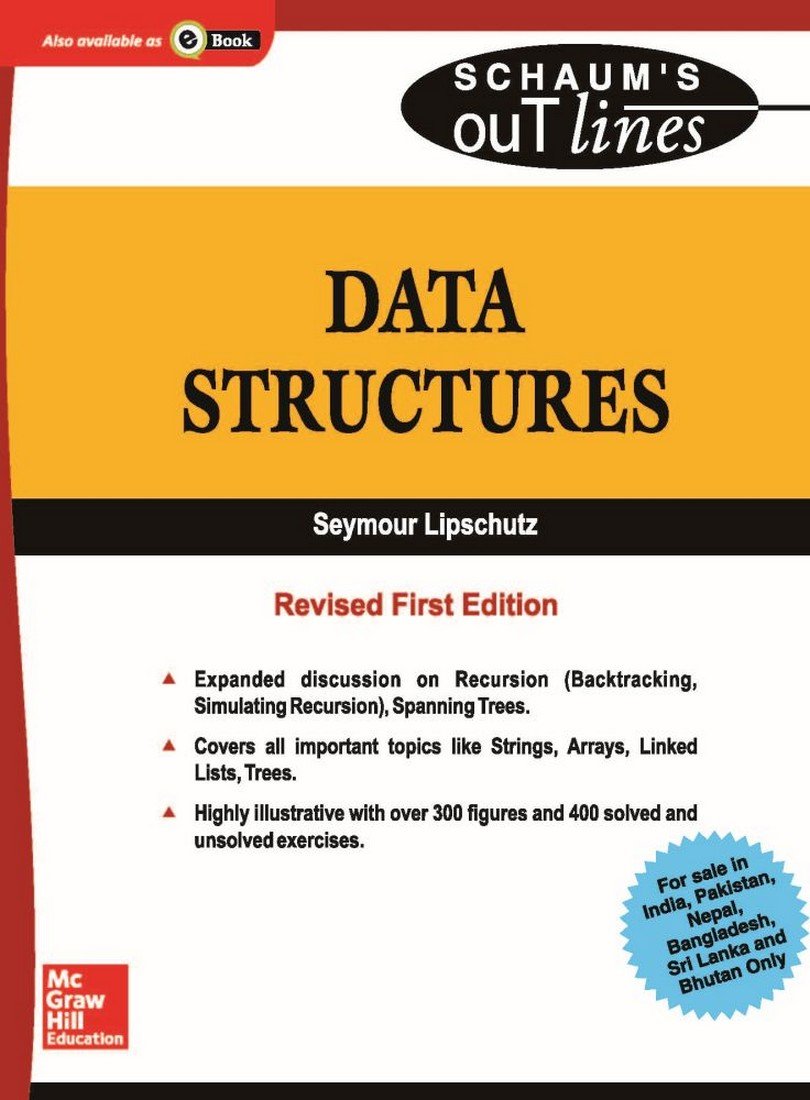 Also available as e Book
SCHAUM'S
ouTlines
DATA
STRUCTURES
Seymour Lipschutz
Revised First Edition
Expanded discussion on Recursion (Backtracking,
Simulating Recursion), Spanning Trees.
Covers all important topics like Strings, Arrays, Linked
Lists, Trees.
Highly illustrative with over 300 figures and 400 solved and
unsolved exercises.
For sale in
India, Pakistan,
Nepal,
Bangladesh,
Sri Lanka and
Bhutan Only
Mc
Graw
Hill
Education